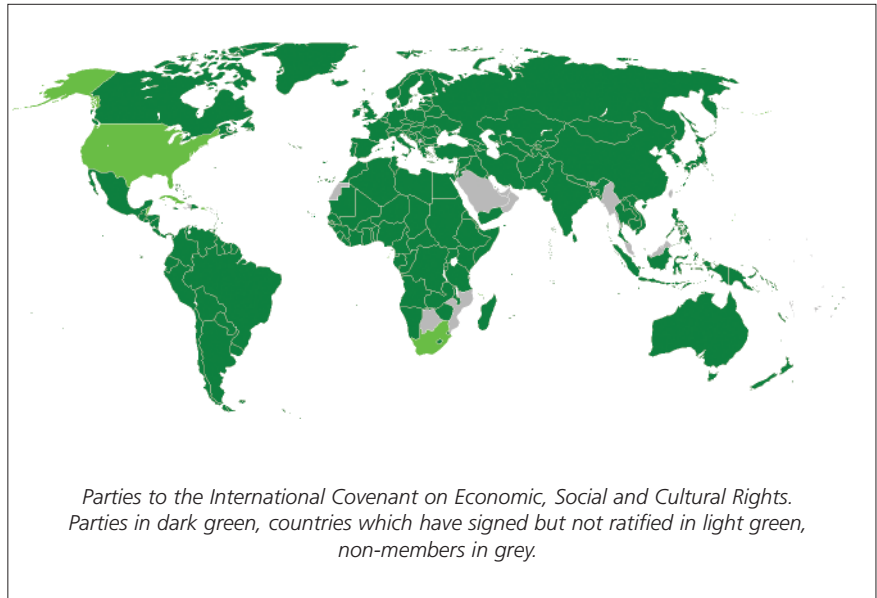 Parties to the International Covenant on Economic, Social and Cultural Rights.
Parties in dark green, countries which have signed but not ratified in light green,
non-members in grey.